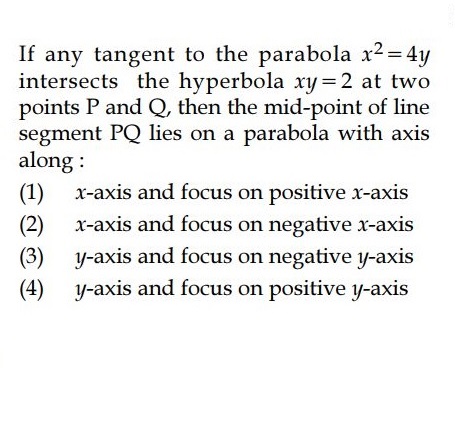 If any tangent to the parabola x²=4y
intersects the hyperbola xy=2 at two
points P and Q, then the mid-point of line
segment PQ lies on a parabola with axis
along :
(1) x-axis and focus on positive x-axis
(2) x-axis and focus on negative x-axis
(3) y-axis and focus on negative y-axis
(4) y-axis and focus on positive y-axis